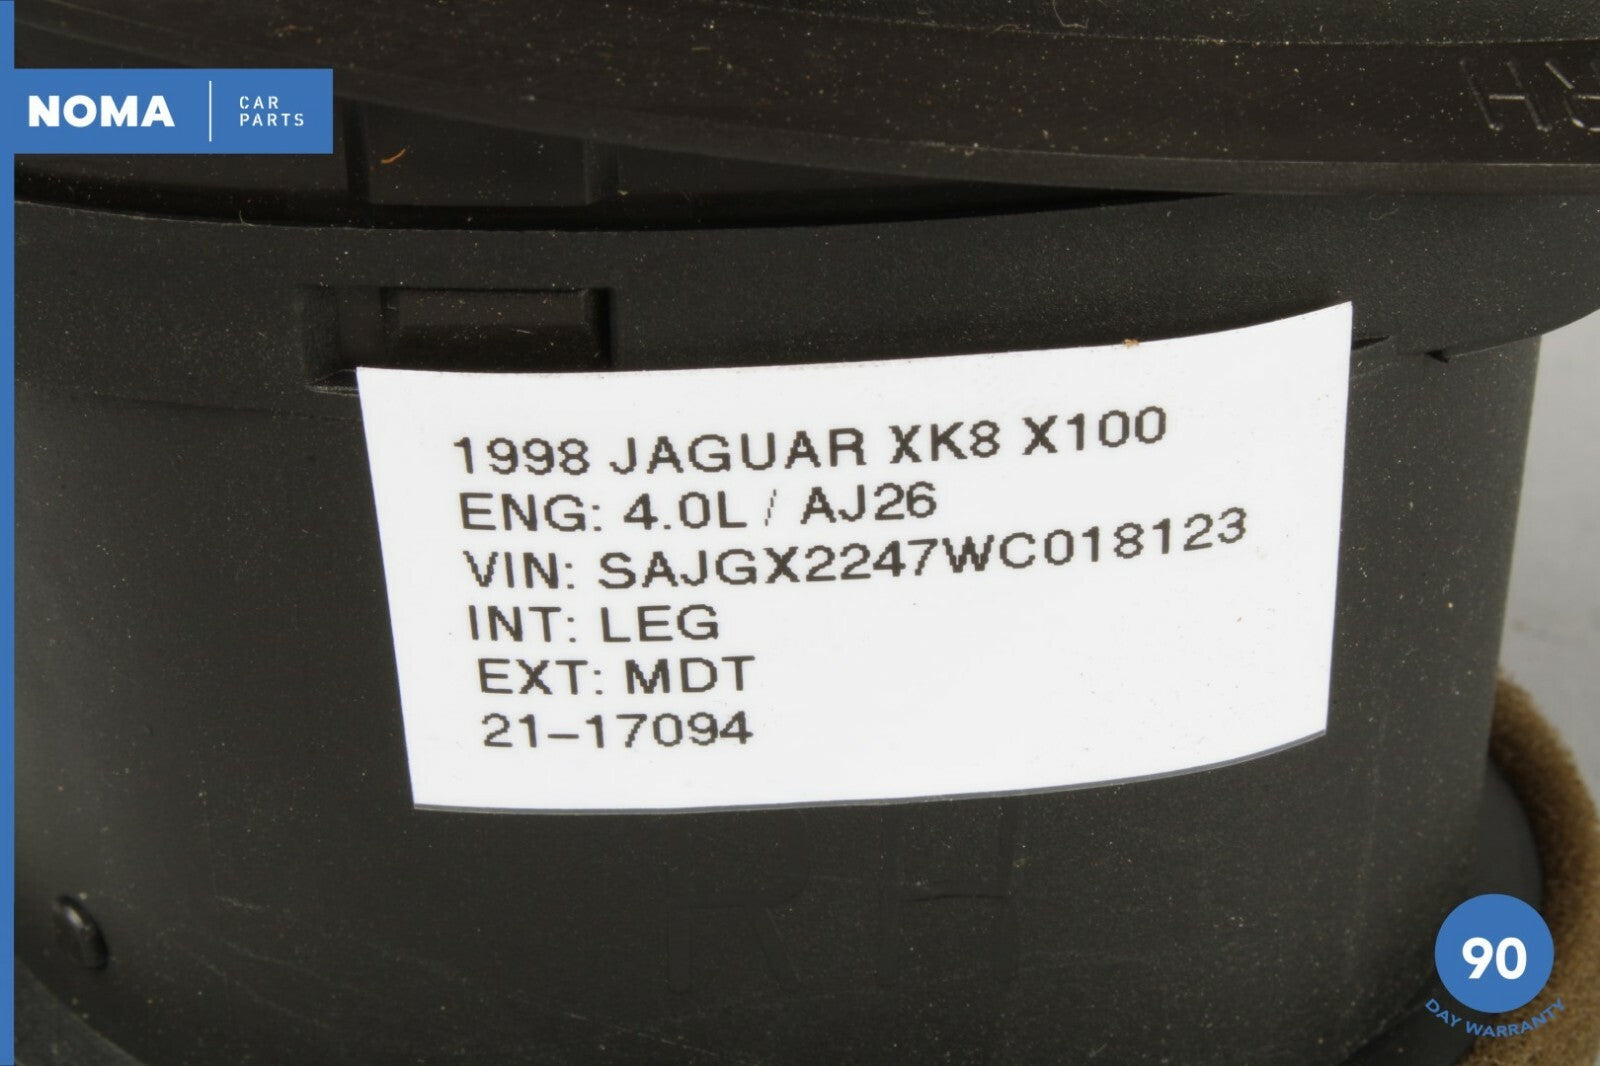 NOMA
CAR
PARTS
1998 JAGUAR XK8 X100
ENG: 4.0L / AJ26
VIN: SAJGX2247WC018123
INT: LEG
EXT: MDT
21-17094
RH
90
DAY WARRANTY